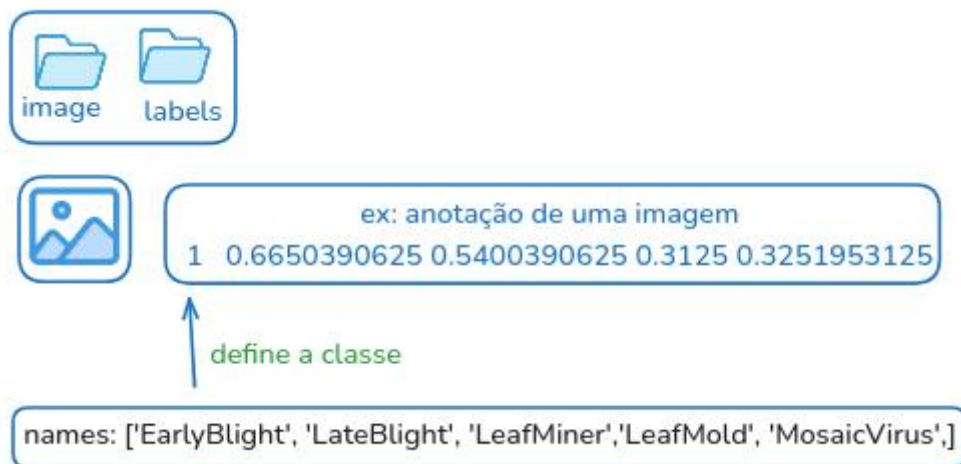 image labels
ex: anotação de uma imagem
1 0.6650390625 0.5400390625 0.3125 0.3251953125
define a classe
names: ['EarlyBlight', 'LateBlight', 'LeafMiner','LeafMold', 'MosaicVirus',]